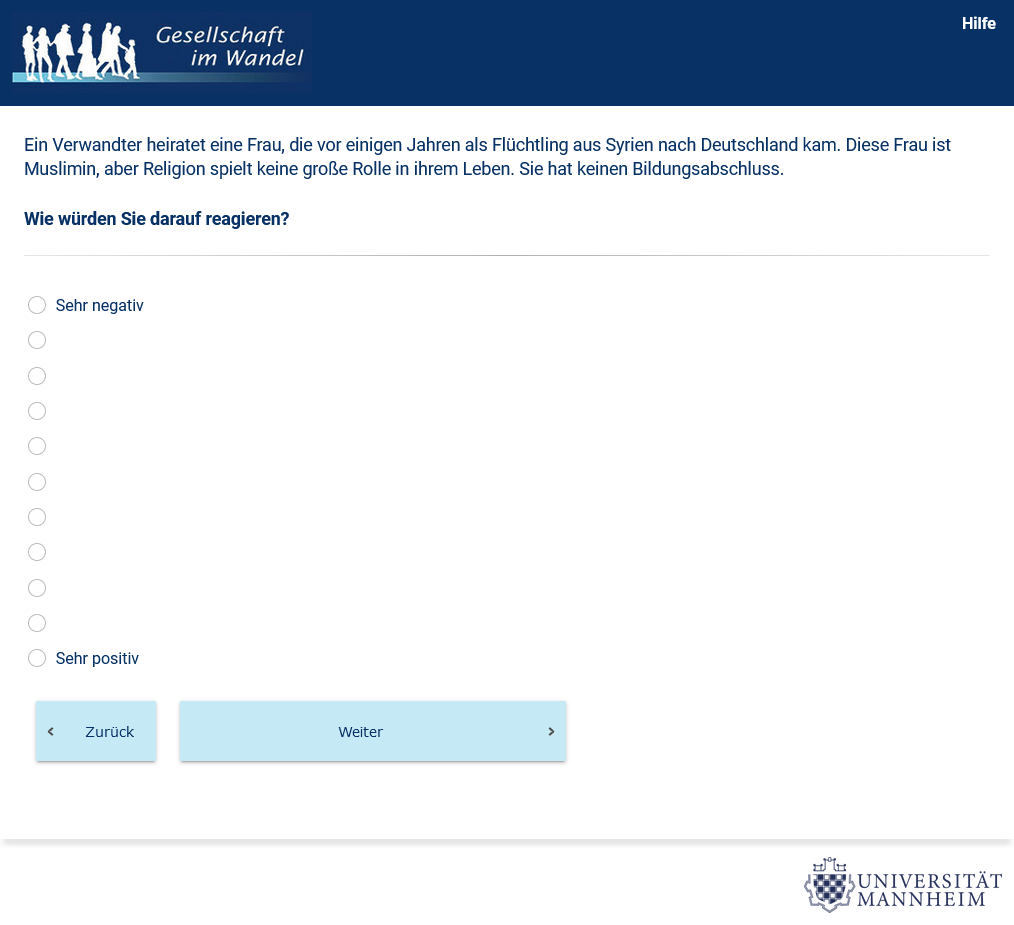 Gesellschaft
im Wandel
Hilfe
Ein Verwandter heiratet eine Frau, die vor einigen Jahren als Flüchtling aus Syrien nach Deutschland kam. Diese Frau ist
Muslimin, aber Religion spielt keine große Rolle in ihrem Leben. Sie hat keinen Bildungsabschluss.
Wie würden Sie darauf reagieren?
Sehr negativ
Sehr positiv
Zurück
Weiter
UNIVERSITÄT
MANNHEIM